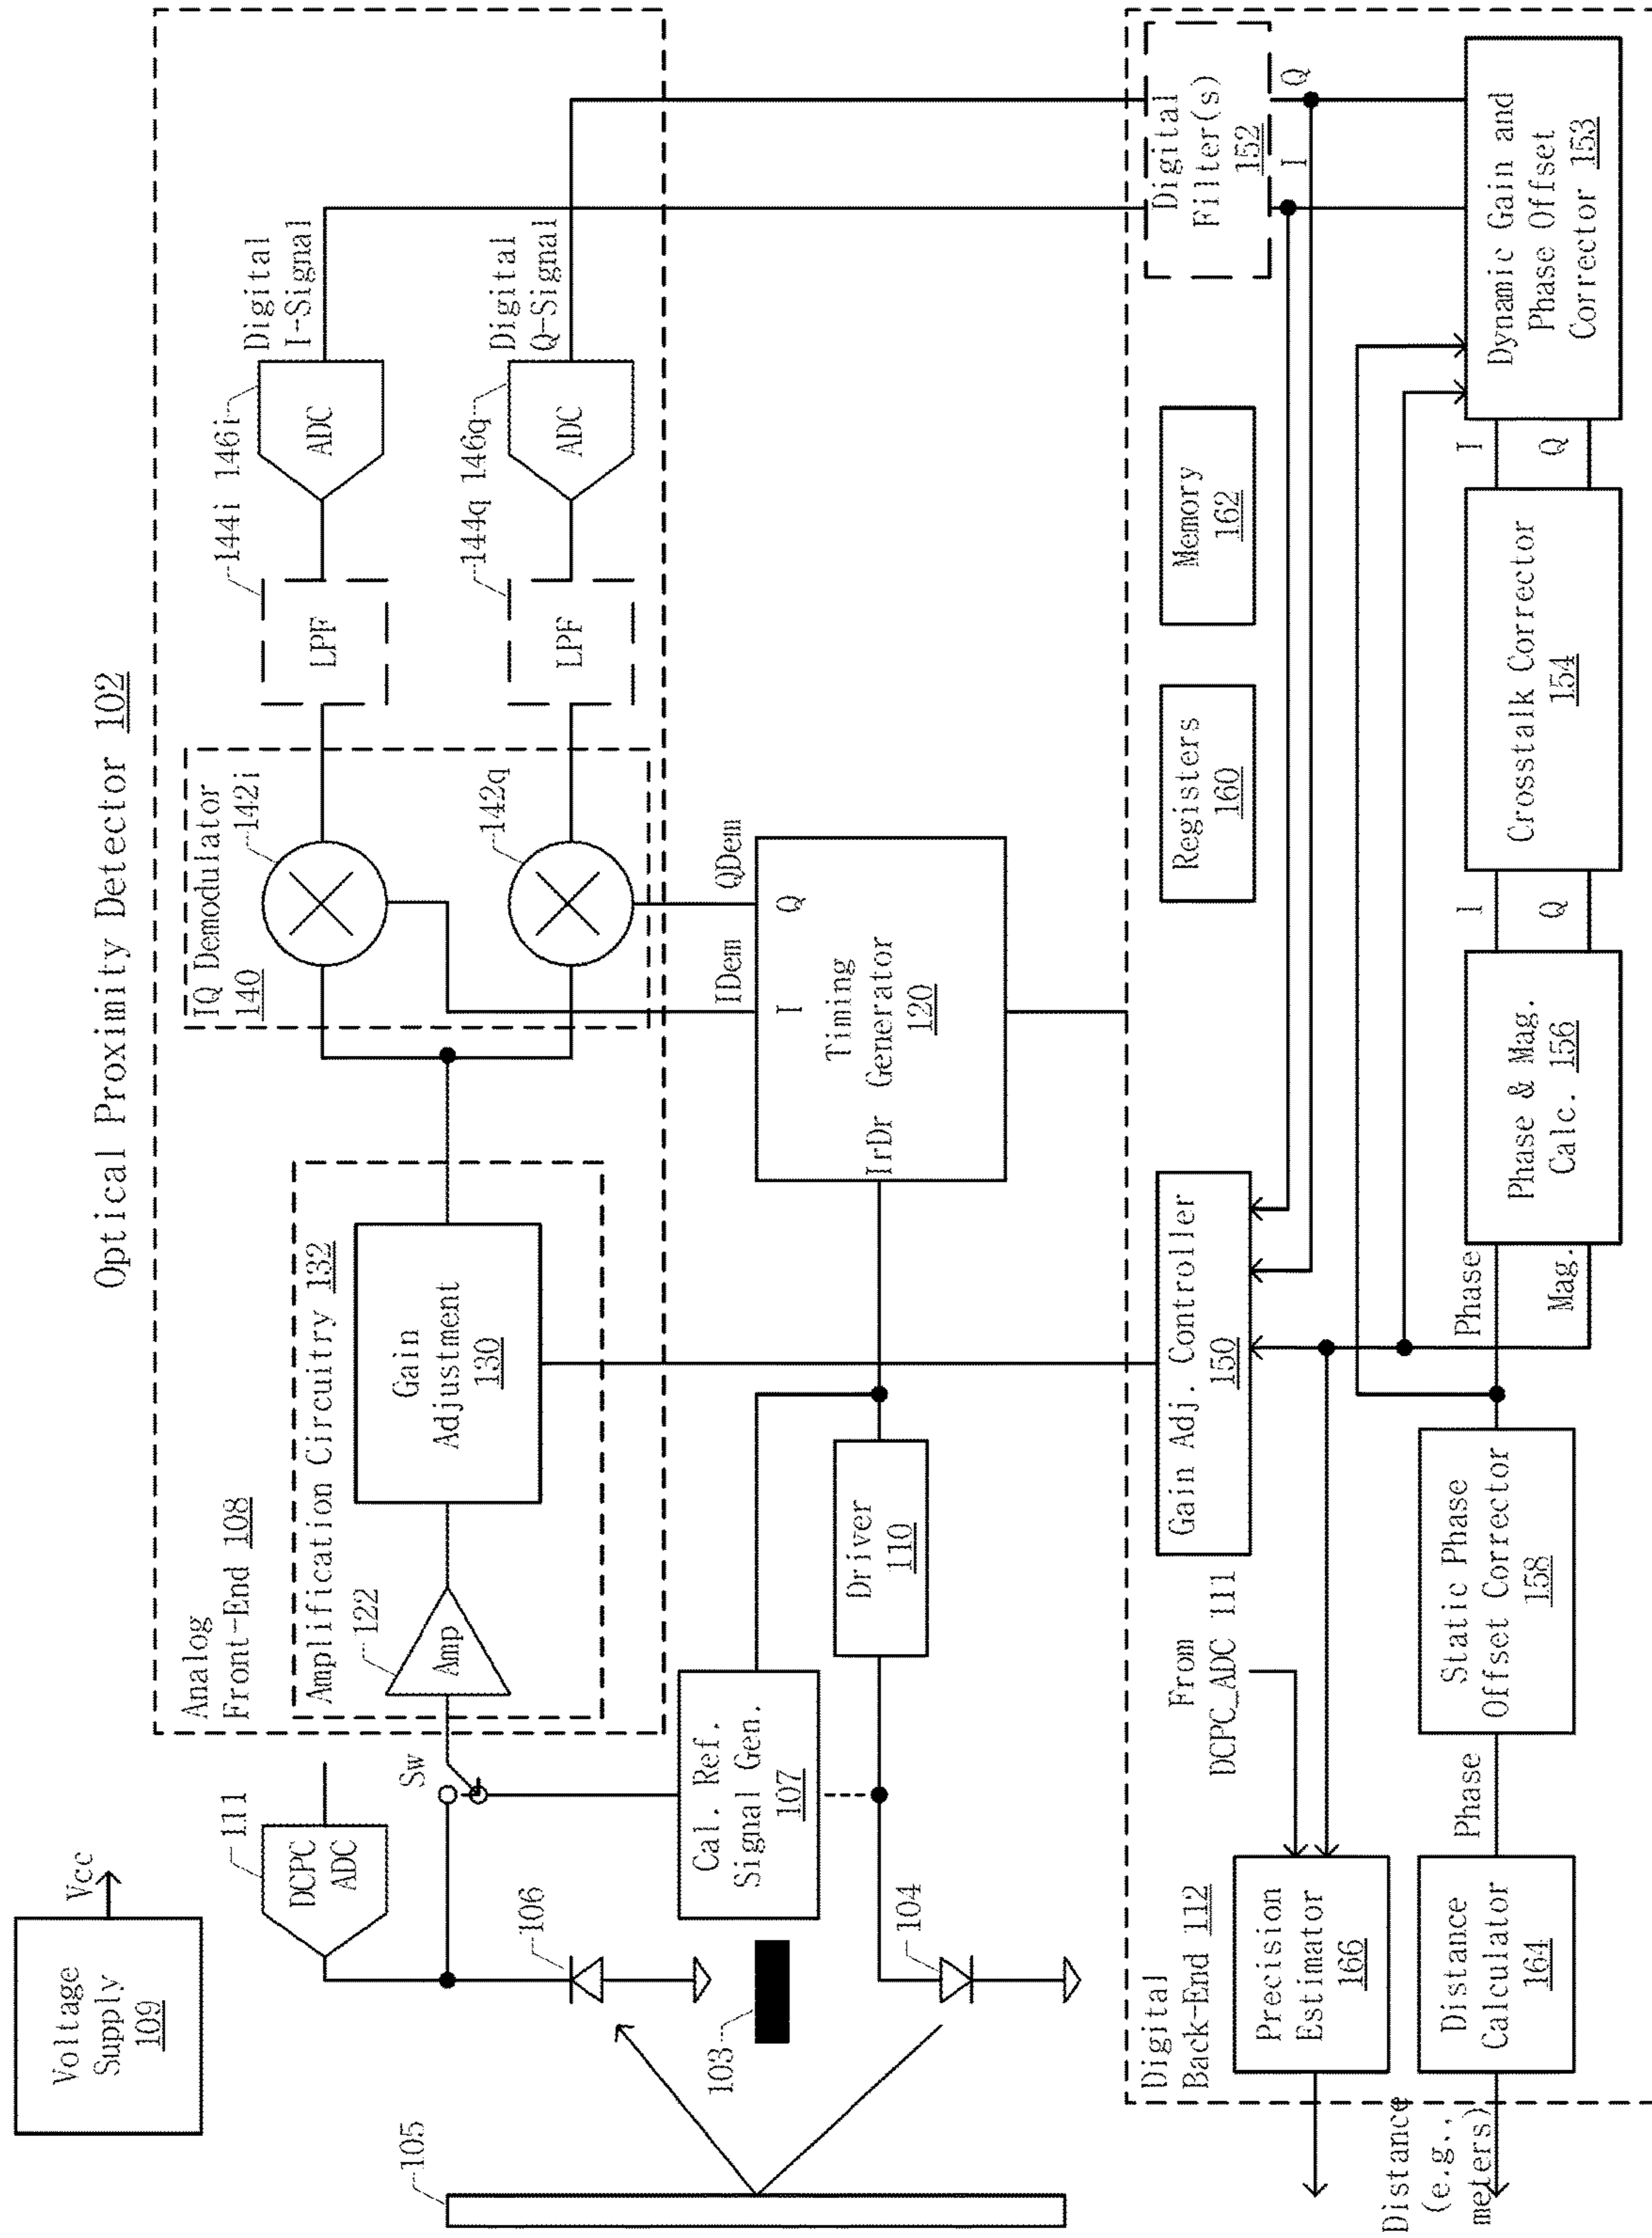 Optical Proximity Detector 102
Voltage
Supply
109
Vcc
111
DCPC
ADC
Analog
Front-End 108
Amplification Circuitry 132
122
Amp
Gain
Adjustment
130
IQ Demodulator
140
142i
142q
144i
LPF
144q
LPF
146i
ADC
146q
ADC
Digital
I-Signal
Digital
Q-Signal
Sw
105
106
103
104
Cal. Ref.
Signal Gen.
107
Driver
110
IDem
QDem
I
Q
Timing
IrDr Generator
120
Digital
Back-End 112
From
DCPC_ADC 111
Gain Adj. Controller
150
Registers
160
Memory
162
Digital
Filter(s)
152
I
Q
Precision
Estimator
166
Distance
(e.g.,
meters)
Distance
Calculator
164
Phase
Static Phase
Offset Corrector
158
Phase
Mag.
Phase & Mag.
Calc. 156
I
Q
Crosstalk Corrector
154
I
Q
Dynamic Gain and
Phase Offset
Corrector 153